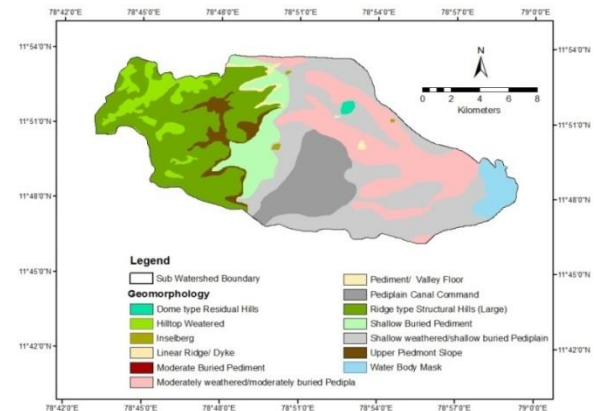 78°42'0"E 78°45'0"E 78°48'0"E 78°51'0"E 78°54'0"E 78°57'0"E 79°0'0"E
11°54'0"N 11°54'0"N
N
0 2 4 6 8
Kilometers
11°51'0"N 11°51'0"N
11°48'0"N 11°48'0"N
11°45'0"N 11°45'0"N
11°42'0"N 11°42'0"N
Legend
Sub Watershed Boundary
Geomorphology
Dome type Residual Hills
Hilltop Weatered
Inselberg
Linear Ridge/ Dyke
Moderate Buried Pediment
Moderately weathered/moderately buried Pedipla
Pediment/ Valley Floor
Pediplain Canal Command
Ridge type Structural Hills (Large)
Shallow Buried Pediment
Shallow weathered/shallow buried Pediplain
Upper Piedmont Slope
Water Body Mask
78°42'0"E 78°45'0"E 78°48'0"E 78°51'0"E 78°54'0"E 78°57'0"E 79°0'0"E